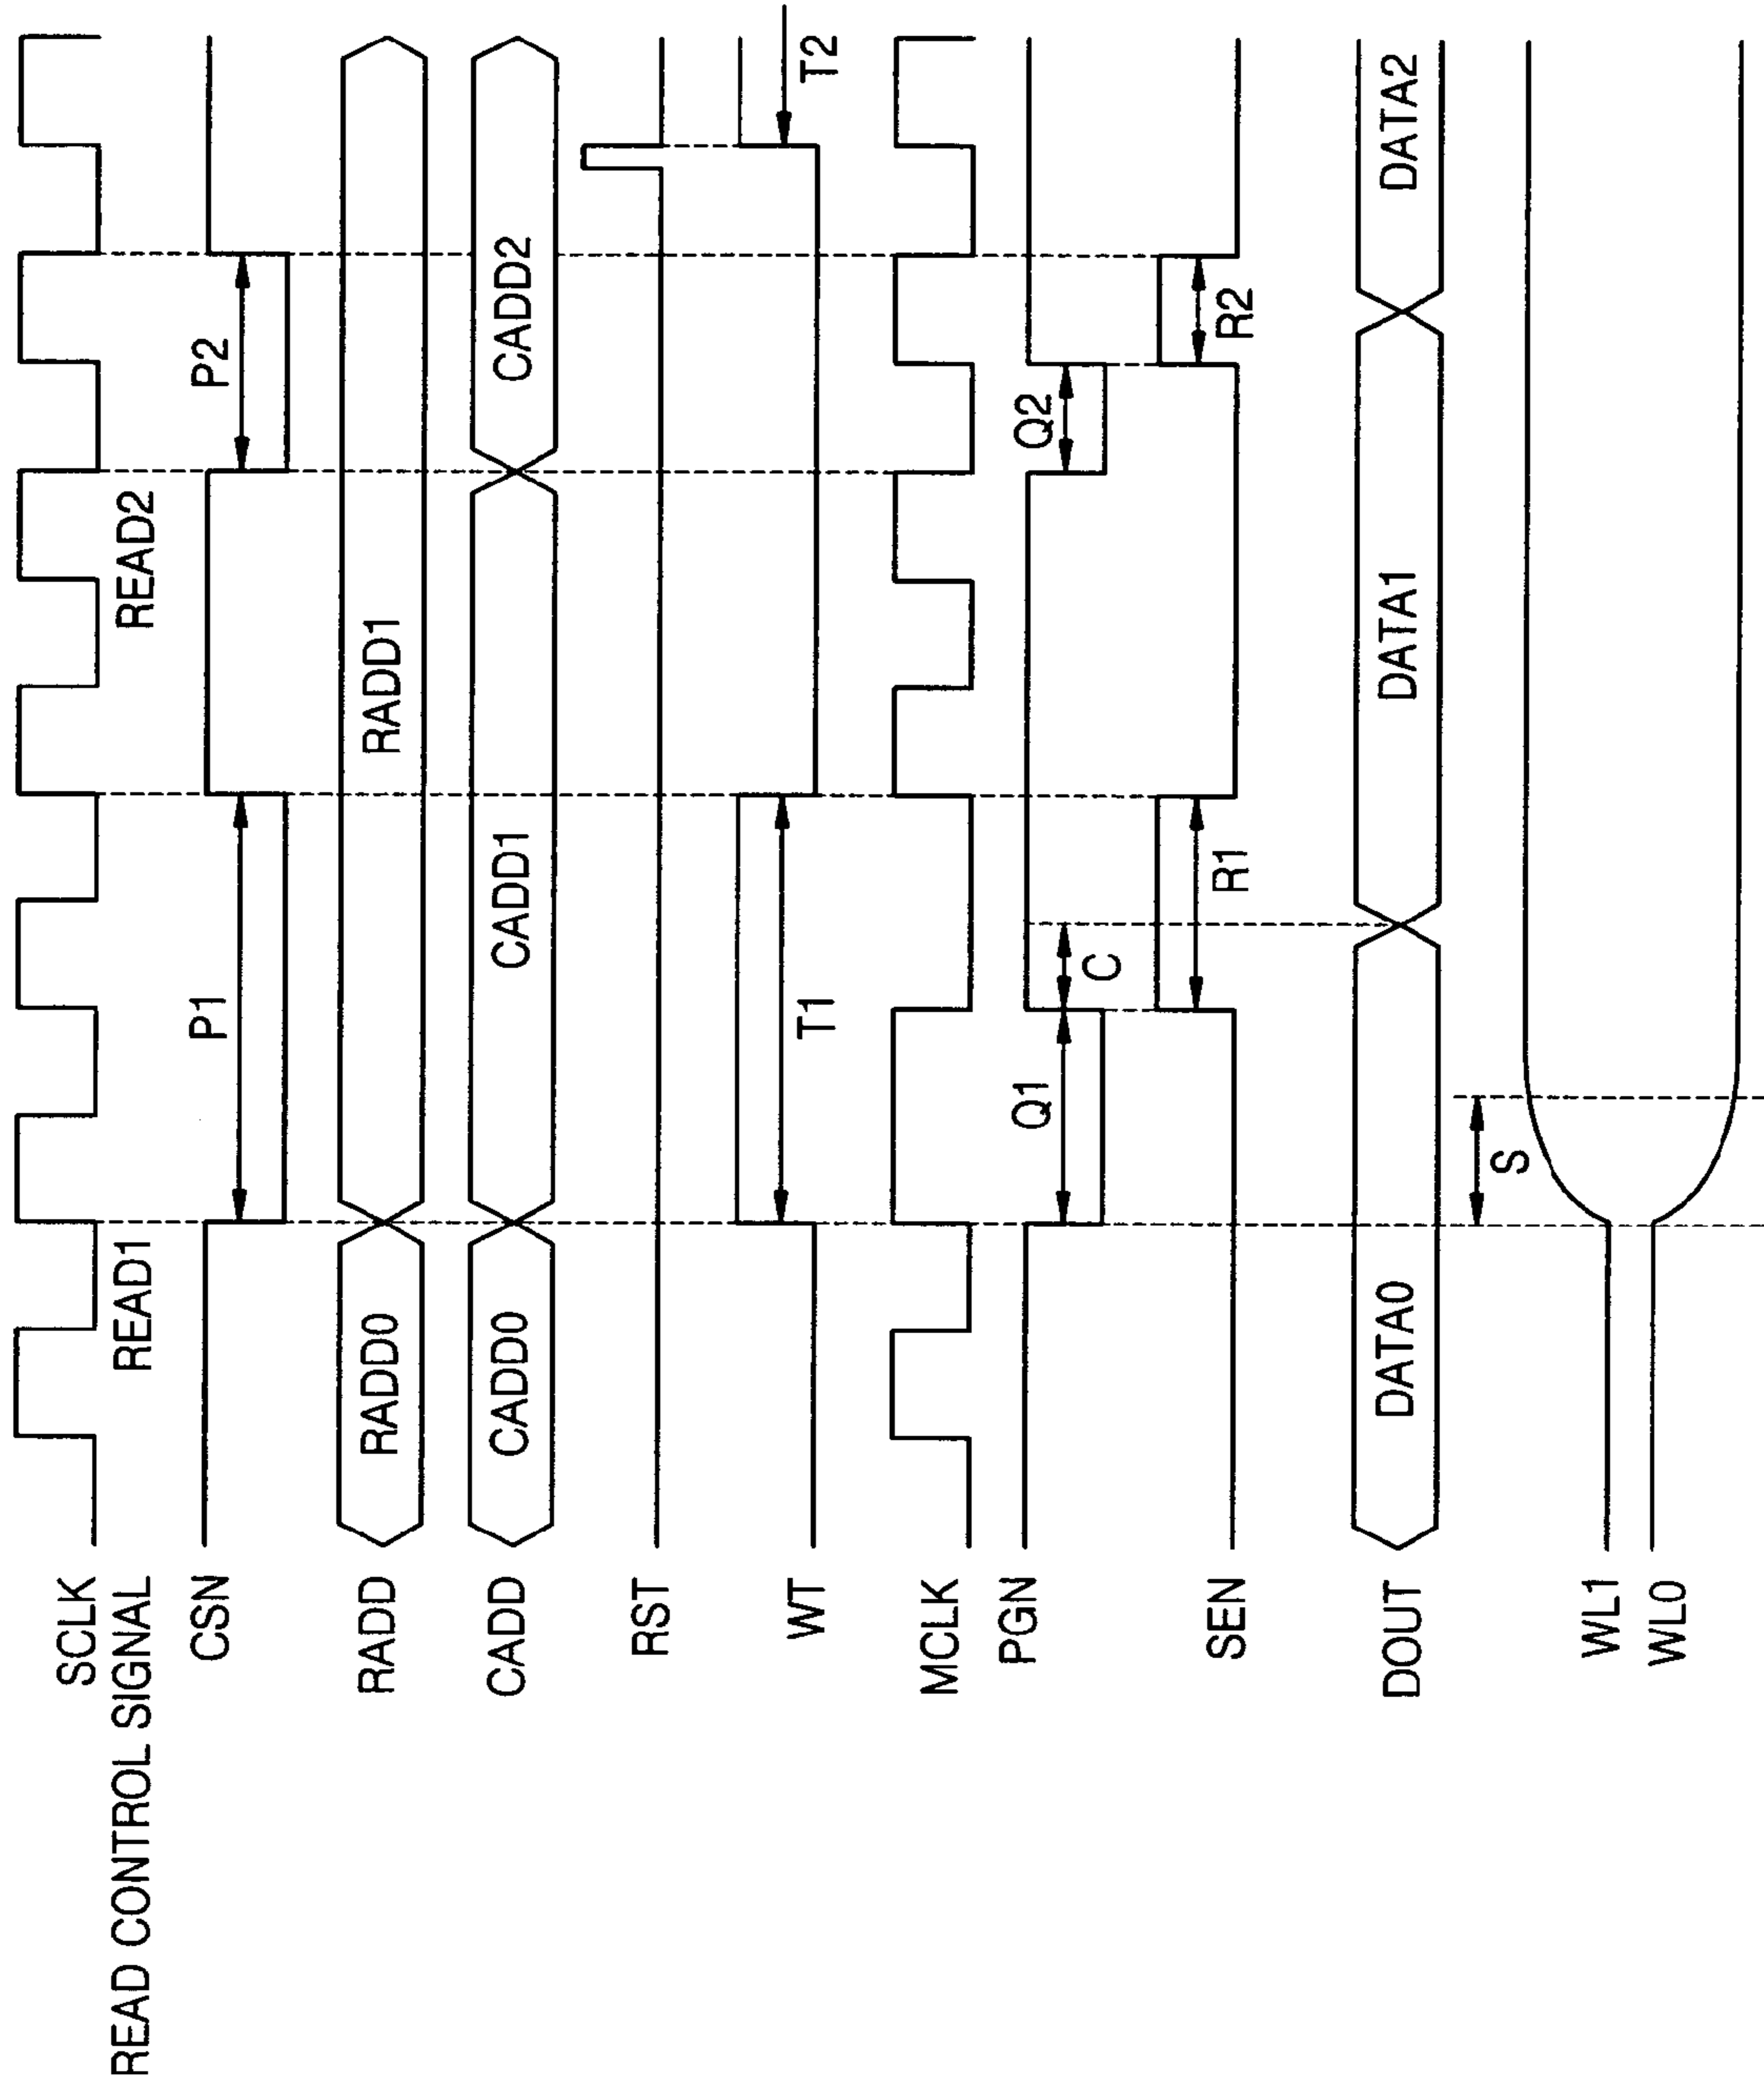 SCLK
READ CONTROL SIGNAL READ1 READ2
CSN P1 P2
RADD RADD0 RADD1
CADD CADD0 CADD1 CADD2
RST
WT T1 T2
MCLK
PGN Q1 C Q2
SEN R1 R2
DOUT DATA0 DATA1 DATA2
S
WL1
WL0